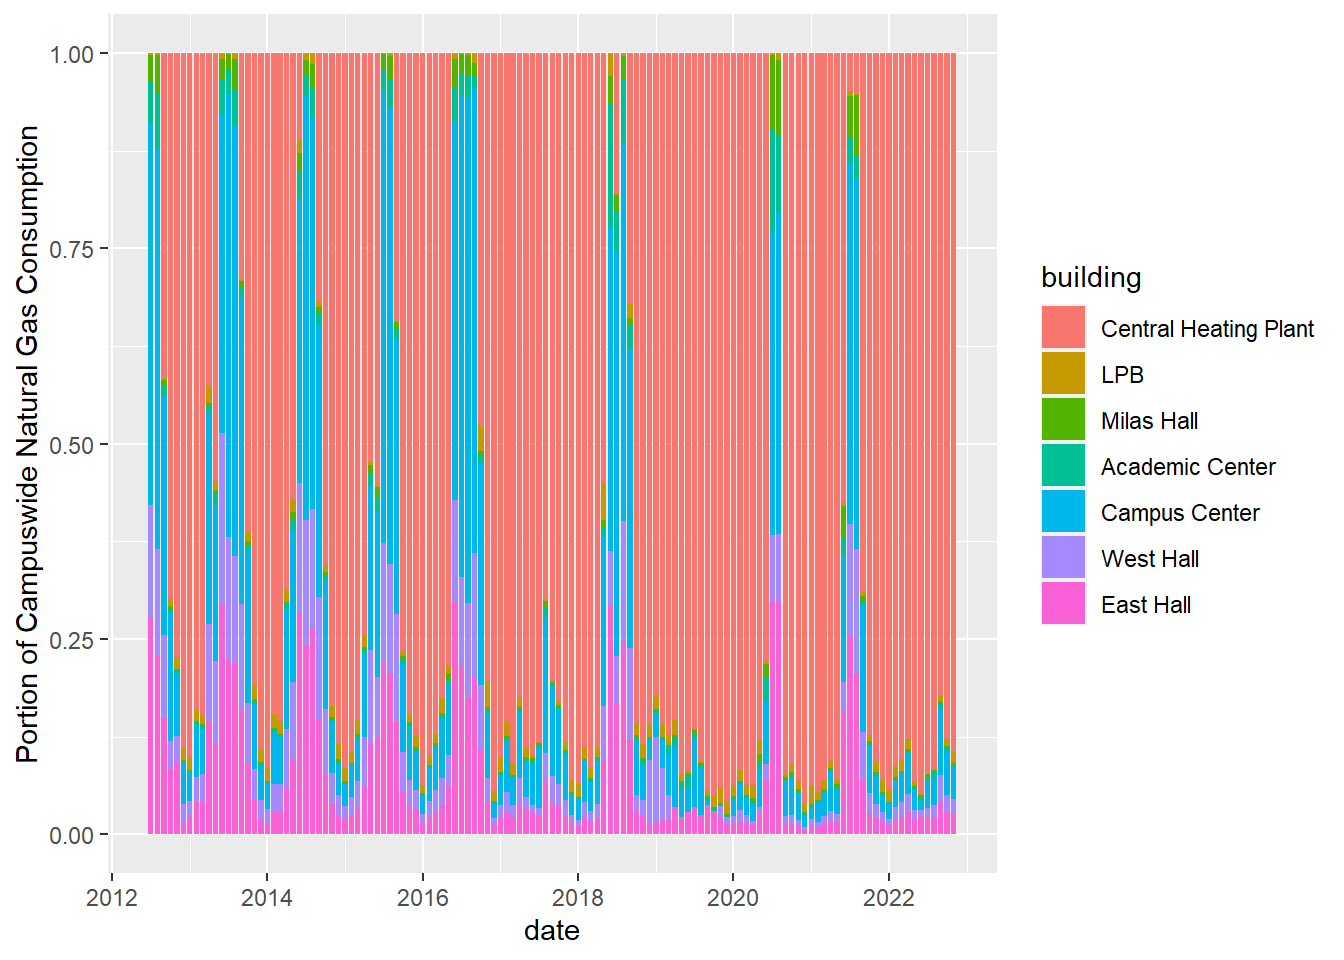 1.00
0.75
0.50
0.25
0.00
Portion of Campuswide Natural Gas Consumption
2012
2014
2016
2018
2020
2022
date
building
Central Heating Plant
LPB
Milas Hall
Academic Center
Campus Center
West Hall
East Hall